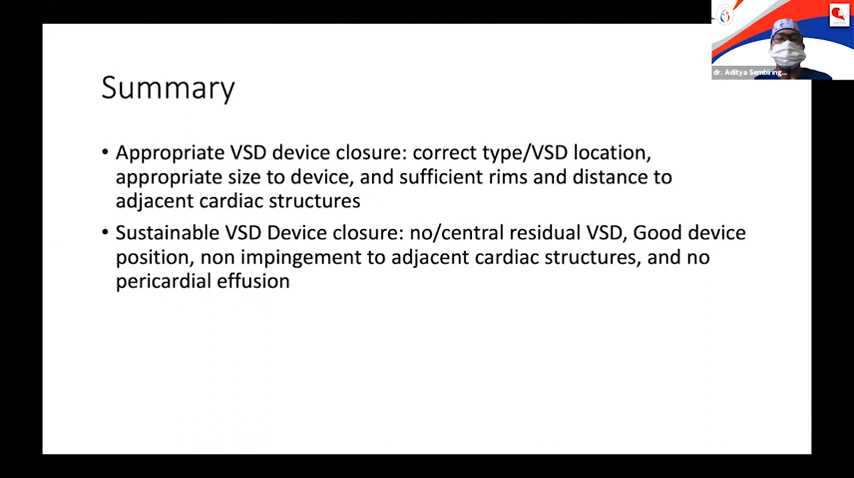 dr. Aditya Sembiring...
Summary
• Appropriate VSD device closure: correct type/VSD location,
appropriate size to device, and sufficient rims and distance to
adjacent cardiac structures
• Sustainable VSD Device closure: no/central residual VSD, Good device
position, non impingement to adjacent cardiac structures, and no
pericardial effusion